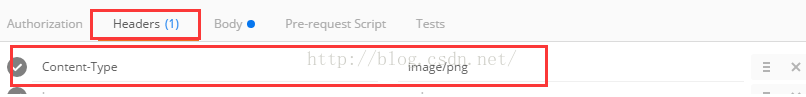 Authorization Headers (1) Body Pre-request Script Tests
http://blog.csdn.net/
Content-Type image/png